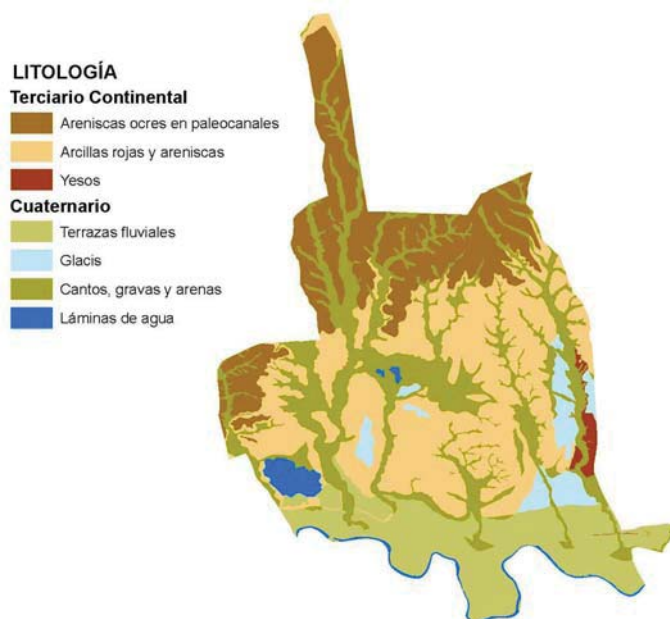 LITOLOGÍA
Terciario Continental
Areniscas ocres en paleocanales
Arcillas rojas y areniscas
Yesos
Cuaternario
Terrazas fluviales
Glacis
Cantos, gravas y arenas
Láminas de agua